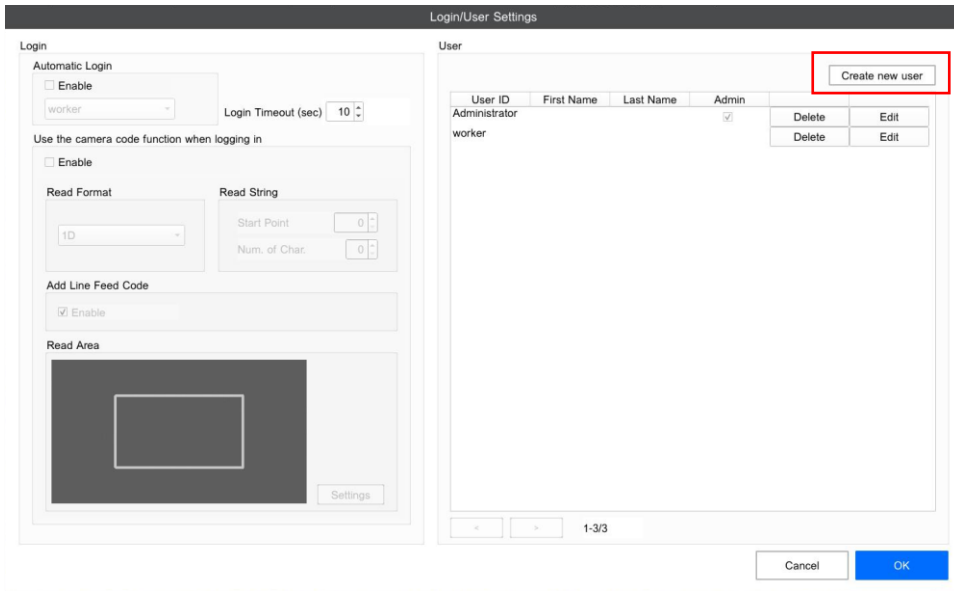 Login/User Settings
Login
Automatic Login
Enable
worker
Login Timeout (sec) 10
Use the camera code function when logging in
Enable
Read Format
Read String
1D
Start Point 0
Num. of Char. 0
Add Line Feed Code
Enable
Read Area
Settings
User
Create new user
User ID First Name Last Name Admin
Administrator Delete Edit
worker Delete Edit
< > 1-3/3
Cancel OK